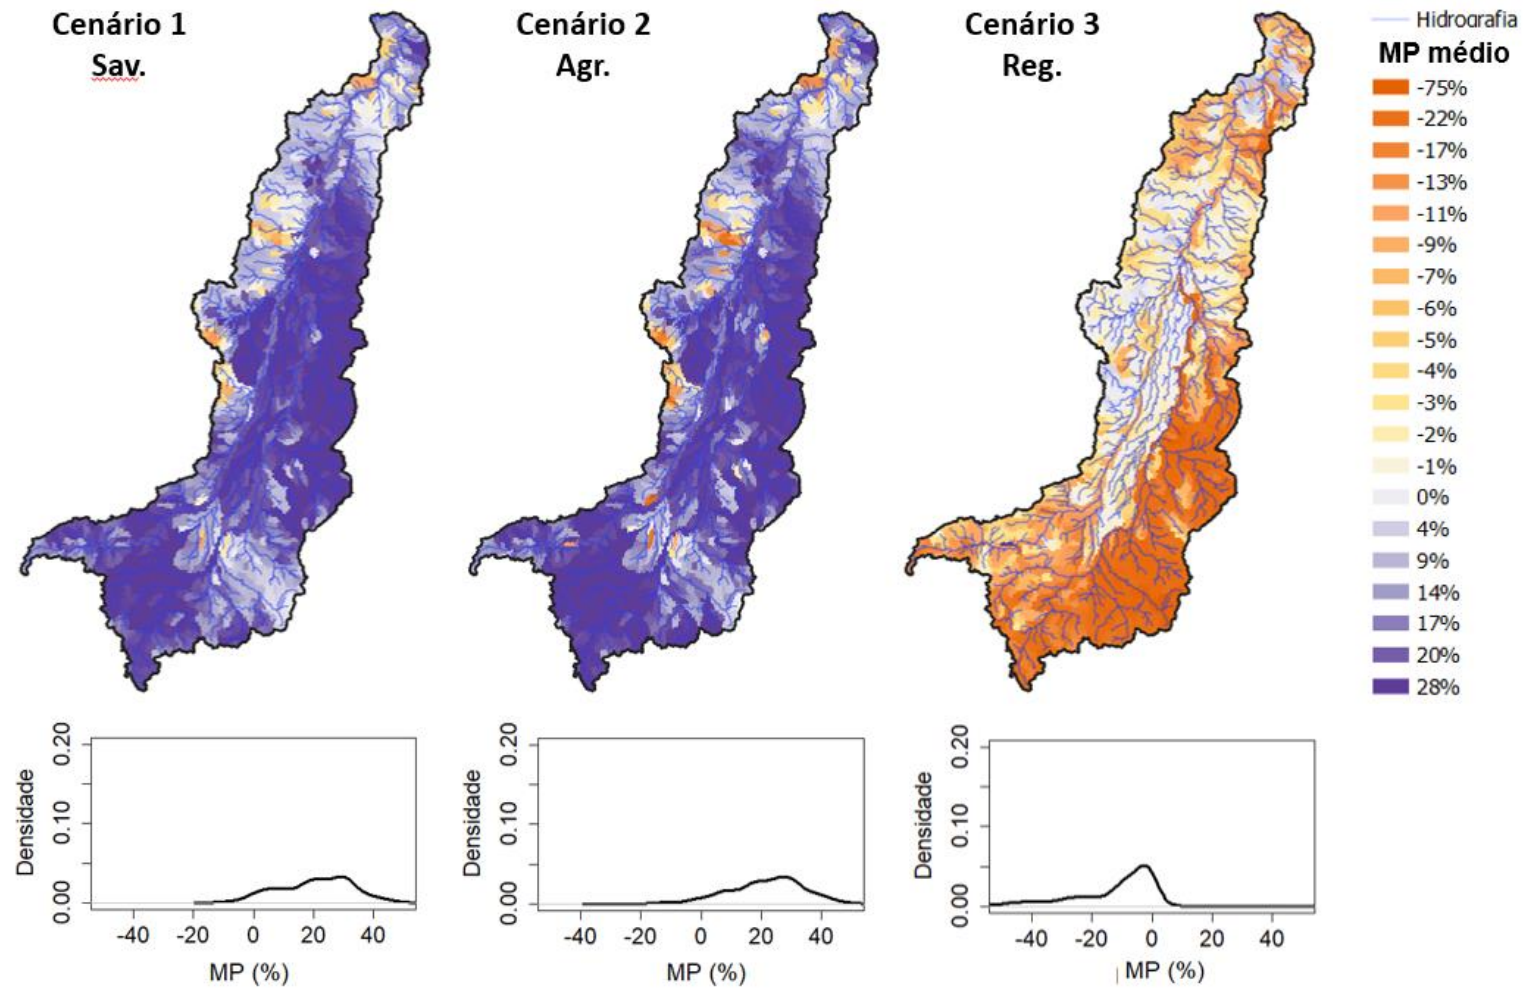 Cenário 1
Sav.
Cenário 2
Agr.
Cenário 3
Reg.
Hidrografia
MP médio
-75%
-22%
-17%
-13%
-11%
-9%
-7%
-6%
-5%
-4%
-3%
-2%
-1%
0%
4%
9%
14%
17%
20%
28%
Densidade
0.20
0.10
0.00
-40 -20 0 20 40
MP (%)
Densidade
0.20
0.10
0.00
-40 -20 0 20 40
MP (%)
Densidade
0.20
0.10
0.00
-40 -20 0 20 40
MP (%)